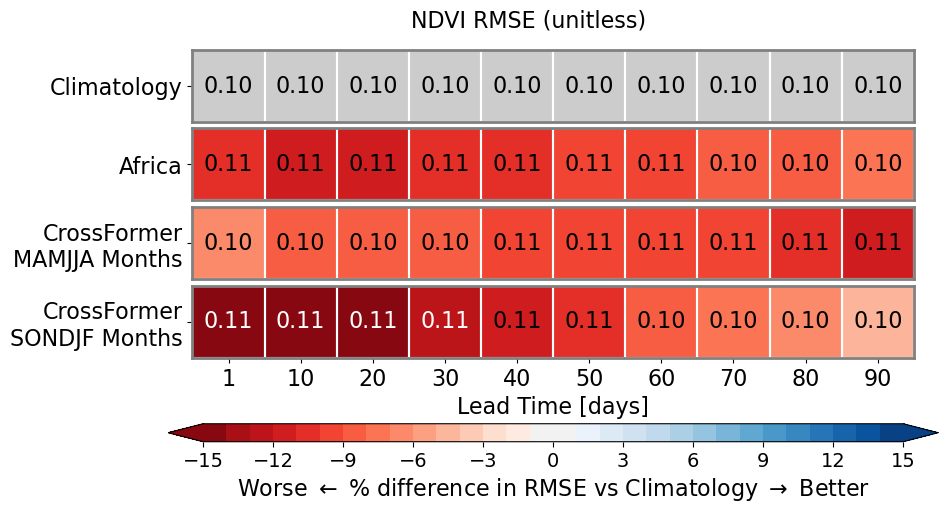 NDVI RMSE (unitless)
Climatology 0.10 0.10 0.10 0.10 0.10 0.10 0.10 0.10 0.10 0.10
Africa 0.11 0.11 0.11 0.11 0.11 0.11 0.11 0.10 0.10 0.10
CrossFormer
MAMJJA Months 0.10 0.10 0.10 0.10 0.11 0.11 0.11 0.11 0.11 0.11
CrossFormer
SONDJF Months 0.11 0.11 0.11 0.11 0.11 0.11 0.10 0.10 0.10 0.10
1 10 20 30 40 50 60 70 80 90
Lead Time [days]
−15 −12 −9 −6 −3 0 3 6 9 12 15
Worse ← % difference in RMSE vs Climatology → Better